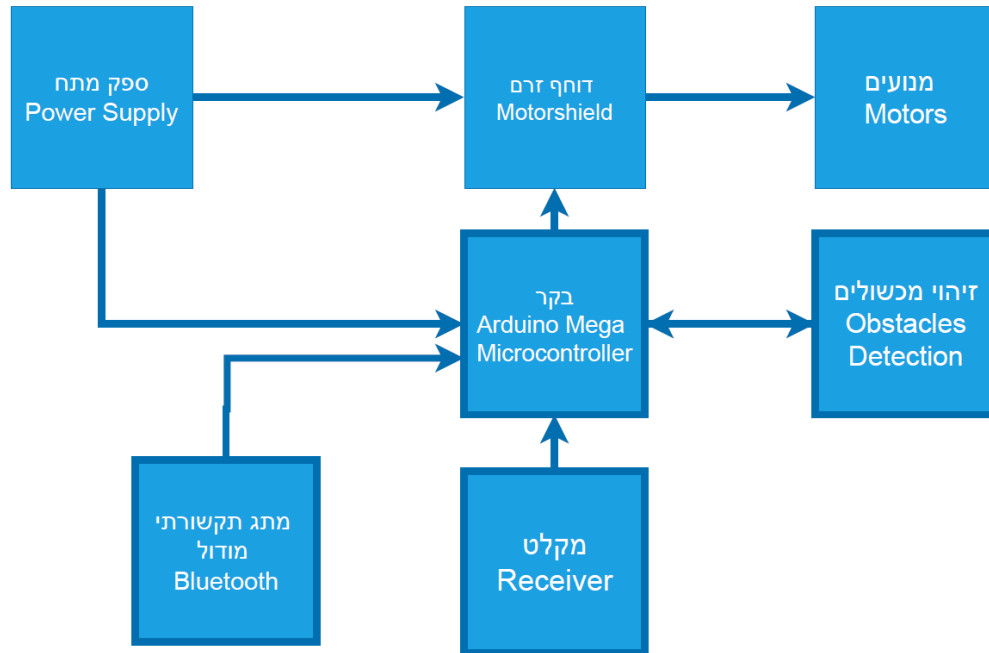 ספק מתח
Power Supply
דוחף זרם
Motorshield
מנועים
Motors
בקר
Arduino Mega
Microcontroller
זיהוי מכשולים
Obstacles
Detection
מתג תקשורתי
מודול
Bluetooth
מקלט
Receiver